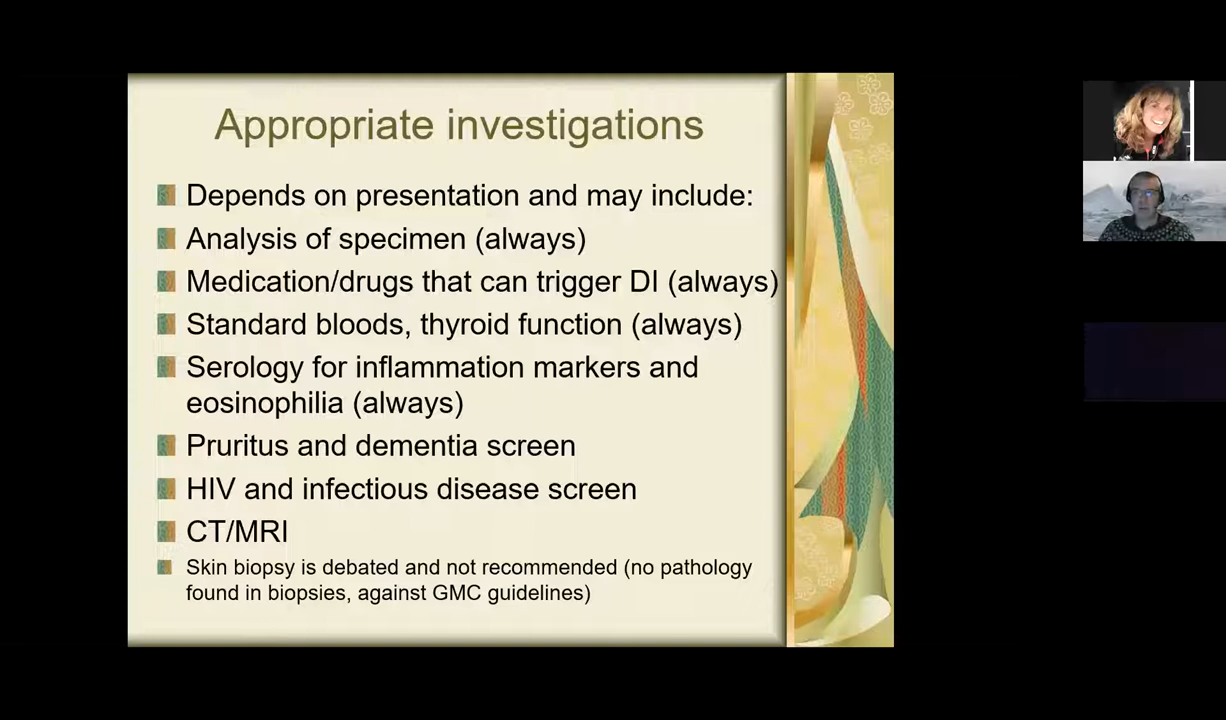 Appropriate investigations
Depends on presentation and may include:
Analysis of specimen (always)
Medication/drugs that can trigger DI (always)
Standard bloods, thyroid function (always)
Serology for inflammation markers and
eosinophilia (always)
Pruritus and dementia screen
HIV and infectious disease screen
CT/MRI
Skin biopsy is debated and not recommended (no pathology
found in biopsies, against GMC guidelines)